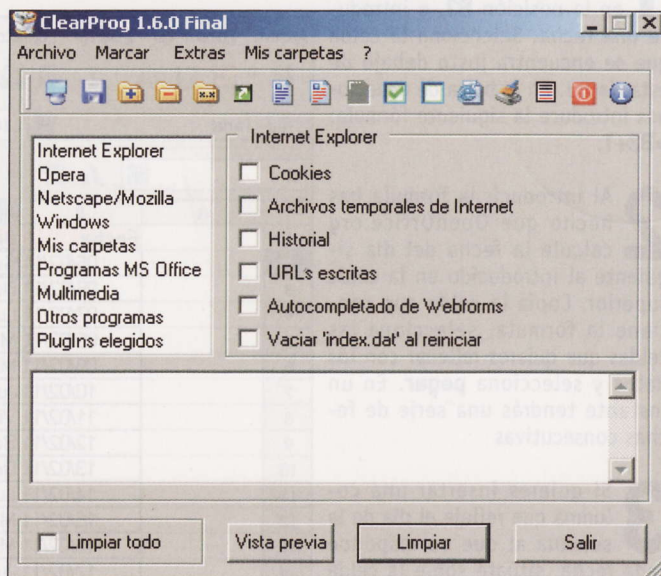 ClearProg 1.6.0 Final
Archivo Marcar Extras Mis carpetas ?
Internet Explorer
Opera
Netscape/Mozilla
Windows
Mis carpetas
Programas MS Office
Multimedia
Otros programas
PlugIns elegidos
Internet Explorer
Cookies
Archivos temporale de Internet
Historial
URLs escritas
Autocompletado de Webforms
Vaciar 'index.dat' al reiniciar
Limpiar todo
Vista previa
Limpiar
Salir